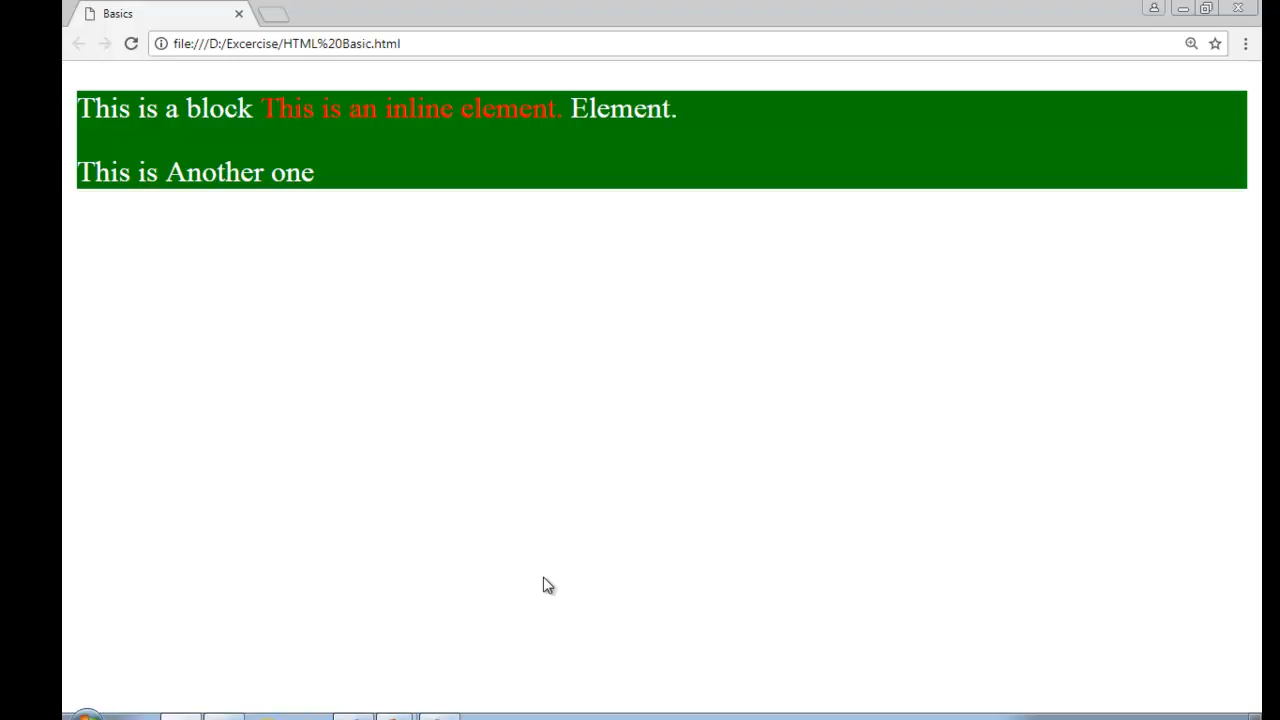 Basics
file:///D:/Excercise/HTML%20Basic.html
This is a block This is an inline element. Element.
This is Another one